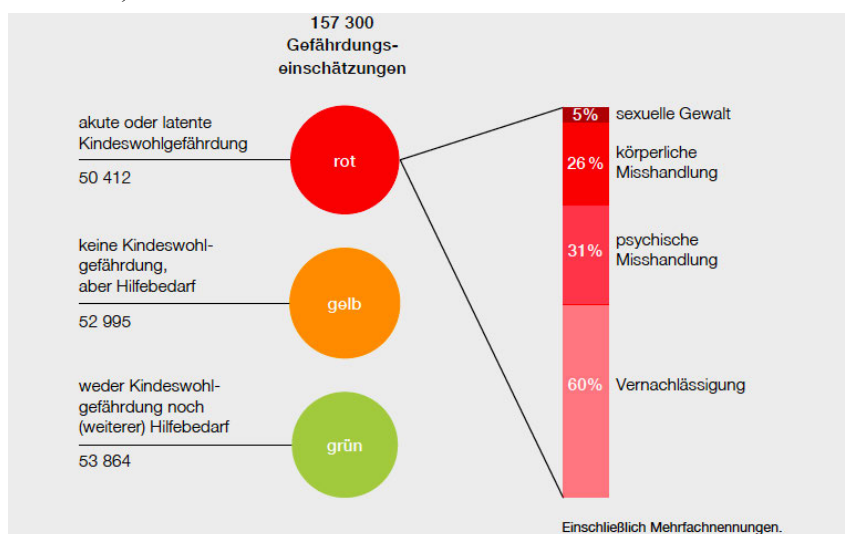 157 300
Gefährdungs-
einschätzungen
akute oder latente
Kindeswohlgefährdung
50 412
rot
keine Kindeswohl-
gefährdung,
aber Hilfebedarf
52 995
gelb
weder Kindeswohl-
gefährdung noch
(weiterer) Hilfebedarf
53 864
grün
5% sexuelle Gewalt
26 % körperliche
Misshandlung
31% psychische
Misshandlung
60% Vernachlässigung
Einschließlich Mehrfachnennungen.